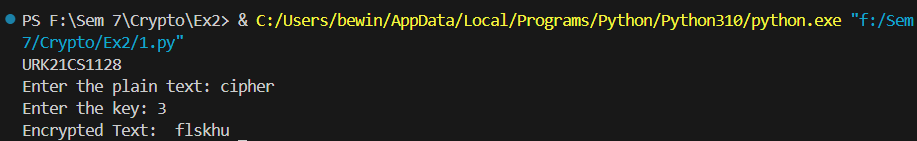 PS F:\Sem 7\Crypto\Ex2> & C:/Users/bewin/AppData/Local/Programs/Python/Python310/python.exe "f:/Sem
7/Crypto/Ex2/1.py"
URK21CS1128
Enter the plain text: cipher
Enter the key: 3
Encrypted Text:  flskhu